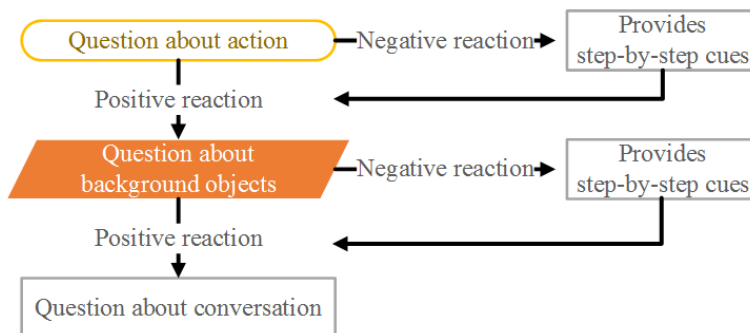 Question about action
Negative reaction
Provides
step-by-step cues
Positive reaction
Question about
background objects
Negative reaction
Provides
step-by-step cues
Positive reaction
Question about conversation